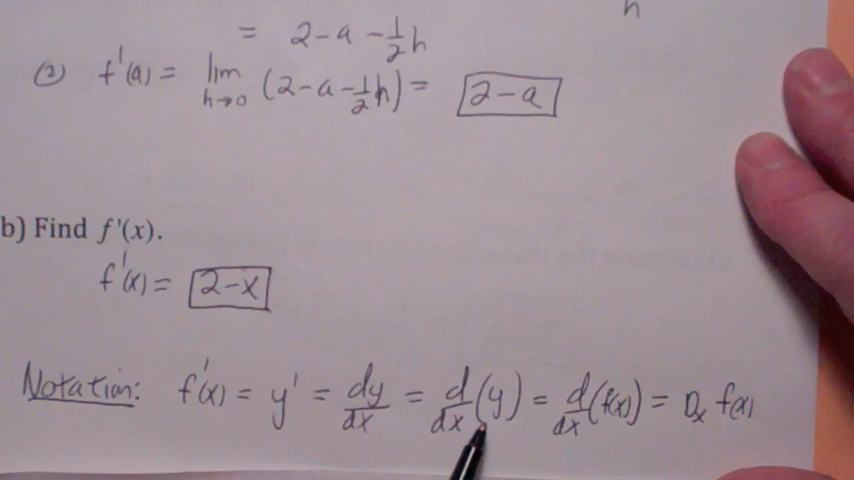 h
= 2 - a - 1/2 h
(2) f'(a) = lim h→0 (2 - a - 1/2 h) = 2 - a
b) Find f'(x).
f'(x) = 2 - x
Notation: f'(x) = y' = dy/dx = d/dx (y) = d/dx (f(x)) = Dx f(x)